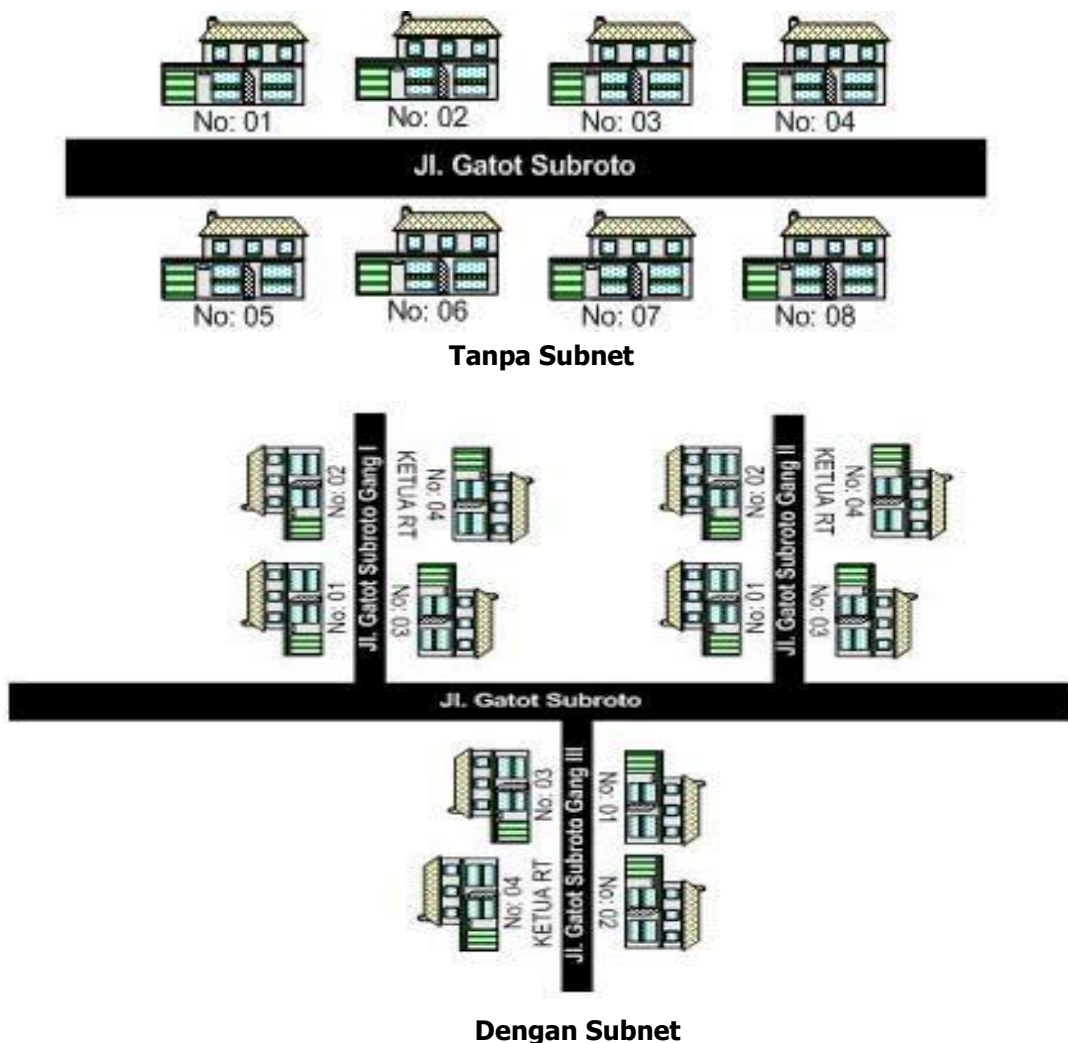 No: 01
No: 02
No: 03
No: 04
Jl. Gatot Subroto
No: 05
No: 06
No: 07
No: 08
Tanpa Subnet
No: 02
Jl. Gatot Subroto Gang I
No: 04
KETUA RT
No: 01
No: 03
No: 02
Jl. Gatot Subroto Gang II
No: 04
KETUA RT
No: 01
No: 03
Jl. Gatot Subroto
No: 03
Jl. Gatot Subroto Gang III
No: 01
No: 04
KETUA RT
No: 02
Dengan Subnet